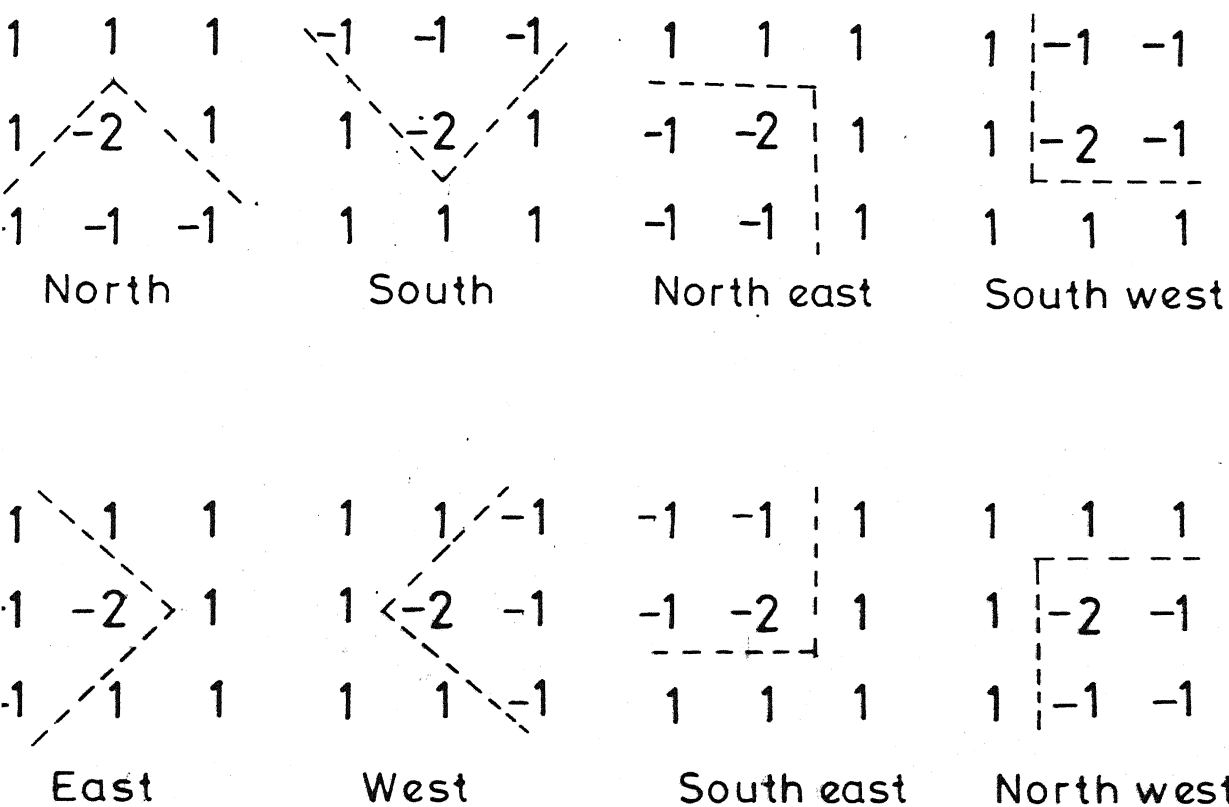 1 1 1 -1 -1 -1 1 1 1 1 -1 -1
1 -2 1 1 -2 1 -1 -2 1 1 -2 -1
-1 -1 -1 1 1 1 -1 -1 1 1 1 1
North South North east South west
1 1 1 1 1 -1 -1 -1 1 1 1 1
-1 -2 1 1 -2 -1 -1 -2 1 1 -2 -1
-1 1 1 1 1 -1 1 1 1 1 -1 -1
East West South east North west